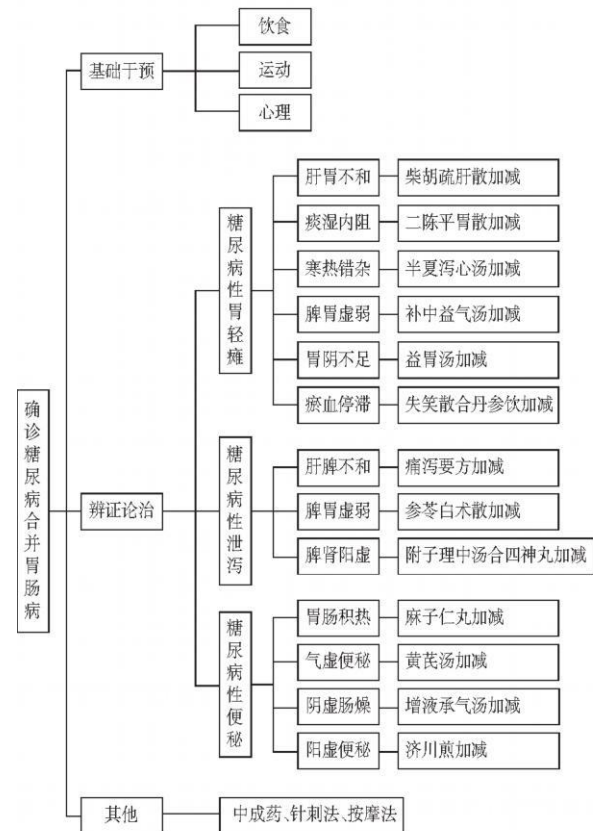 确诊糖尿病合并胃肠病
基础干预
饮食
运动
心理
辨证论治
糖尿病性胃轻瘫
肝胃不和
柴胡疏肝散加减
痰湿内阻
二陈平胃散加减
寒热错杂
半夏泻心汤加减
脾胃虚弱
补中益气汤加减
胃阴不足
益胃汤加减
瘀血停滞
失笑散合丹参饮加减
糖尿病性泄泻
肝脾不和
痛泻要方加减
脾胃虚弱
参苓白术散加减
脾肾阳虚
附子理中汤合四神丸加减
糖尿病性便秘
胃肠积热
麻子仁丸加减
气虚便秘
黄芪汤加减
阴虚肠燥
增液承气汤加减
阳虚便秘
济川煎加减
其他
中成药、针刺法、按摩法